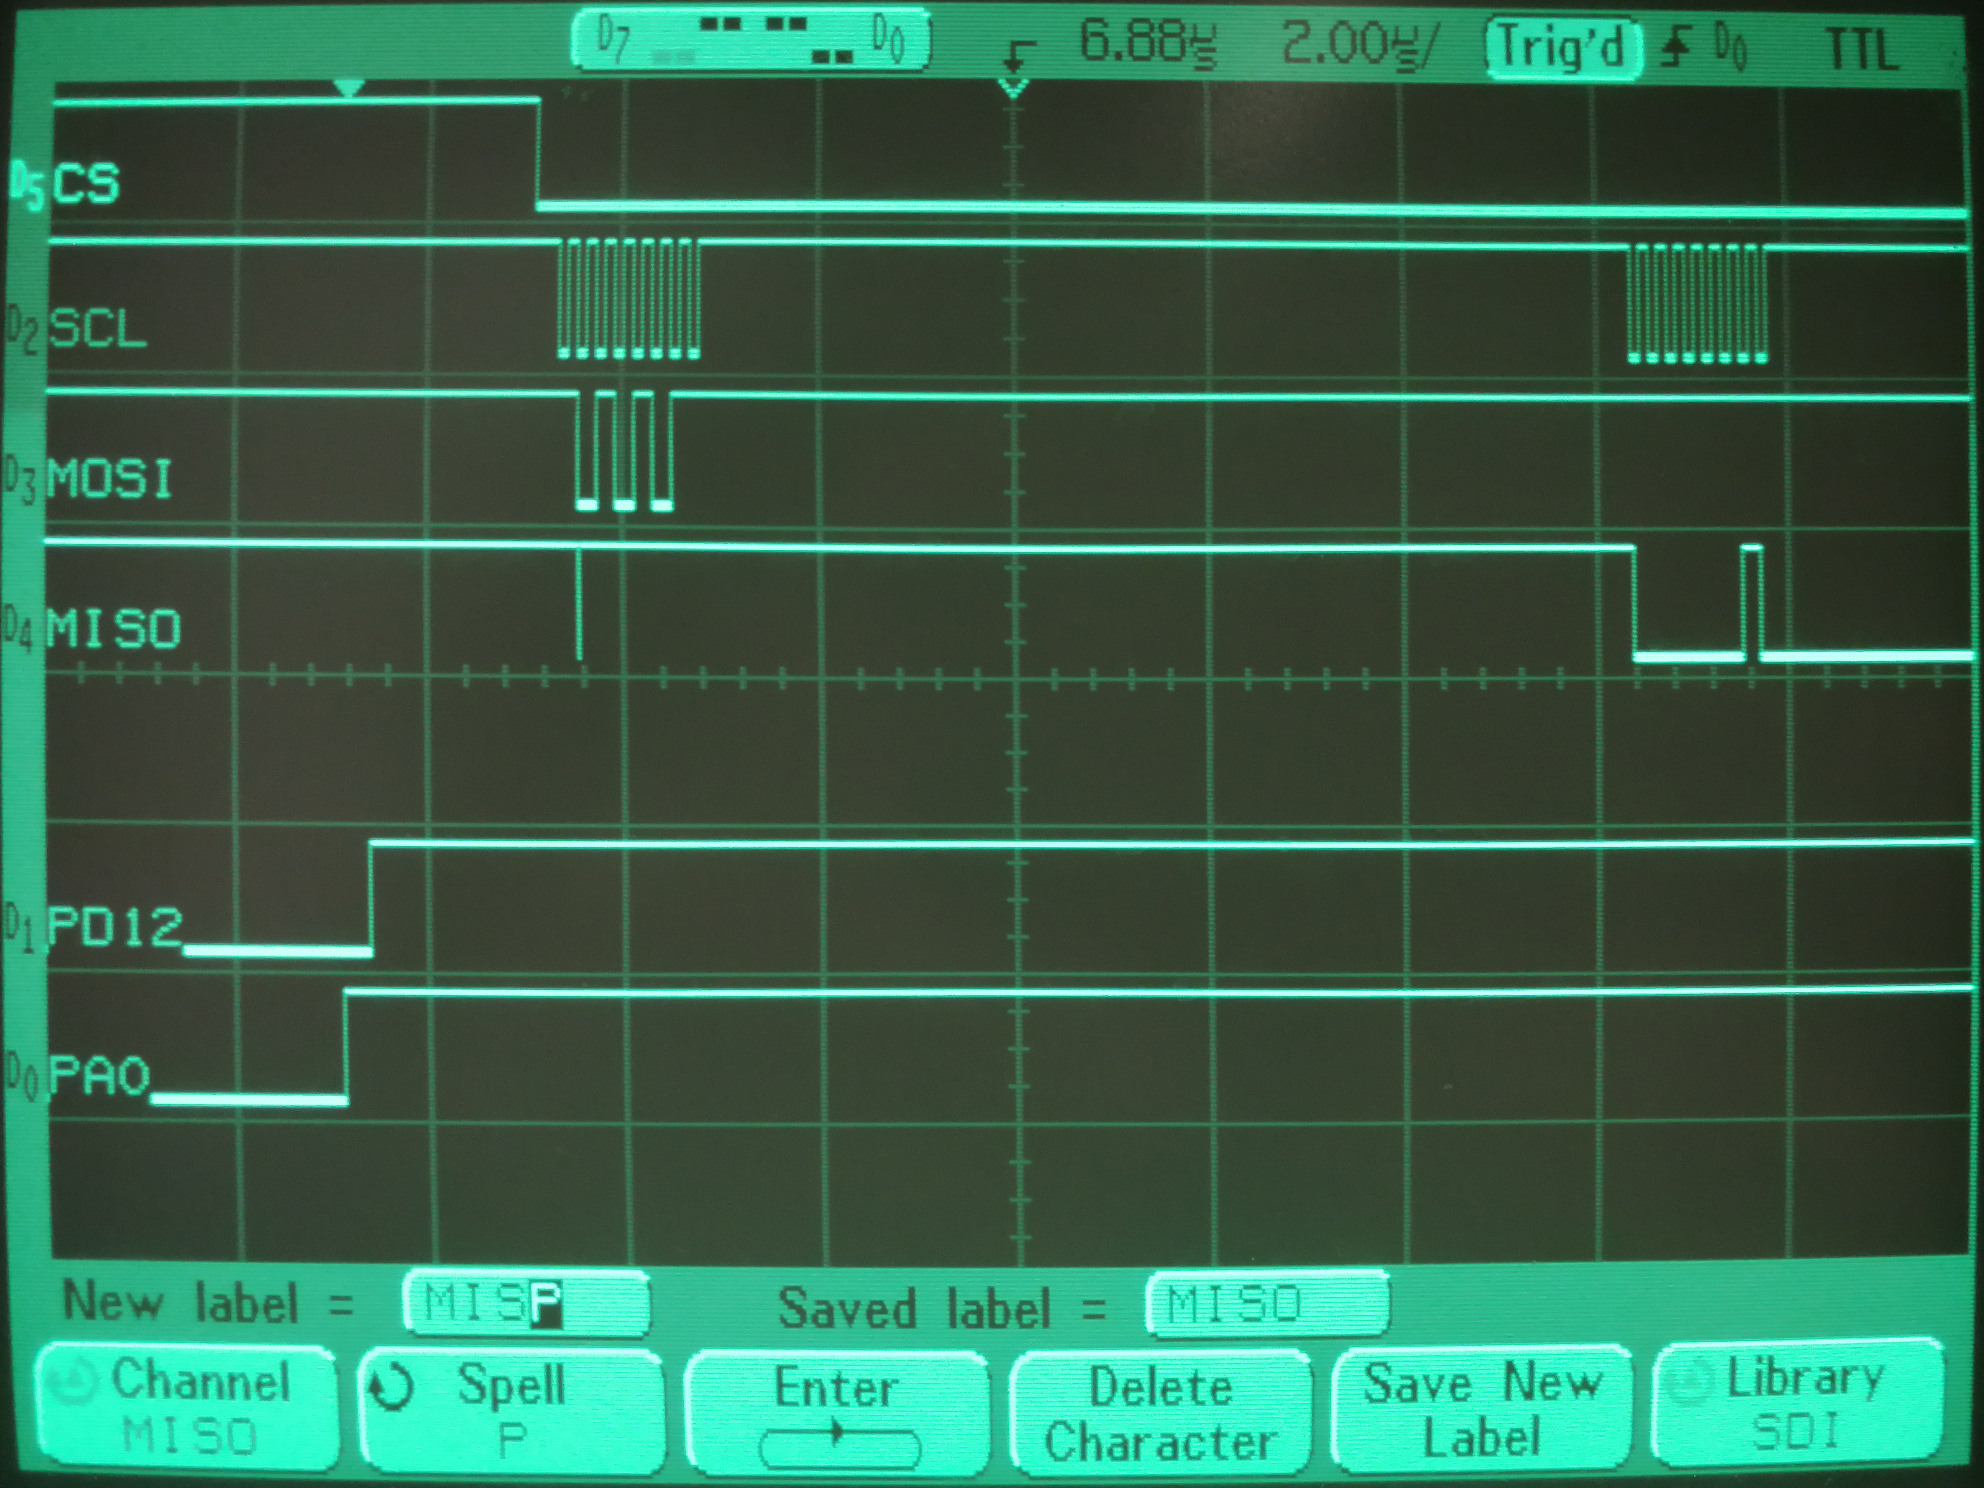 D7 D0 6.88µs 2.00µs/ Trig'd D0 TTL
D5 CS
D2 SCL
D3 MOSI
D4 MISO
D1 PD12
D0 PA0
New label = MISP Saved label = MISO
Channel MISO
Spell P
Enter
Delete Character
Save New Label
Library SDI